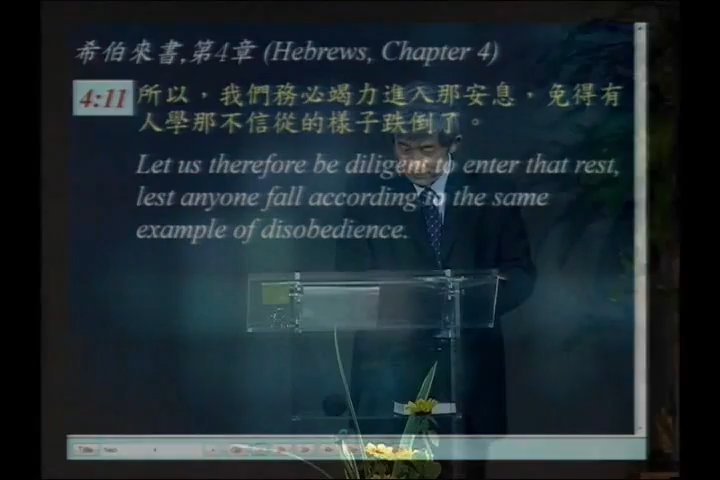 希伯來書,第4章 (Hebrews, Chapter 4)
4:11 所以，我們務必竭力進入那安息，免得有
人學那不信從的樣子跌倒了。
Let us therefore be diligent to enter that rest,
lest anyone fall according to the same
example of disobedience.